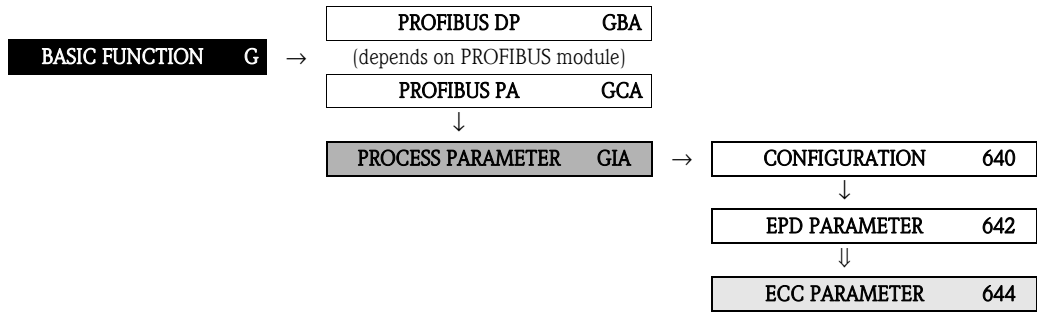 PROFIBUS DP GBA
BASIC FUNCTION G → (depends on PROFIBUS module)
PROFIBUS PA GCA
↓
PROCESS PARAMETER GIA → CONFIGURATION 640
↓
EPD PARAMETER 642
⇓
ECC PARAMETER 644